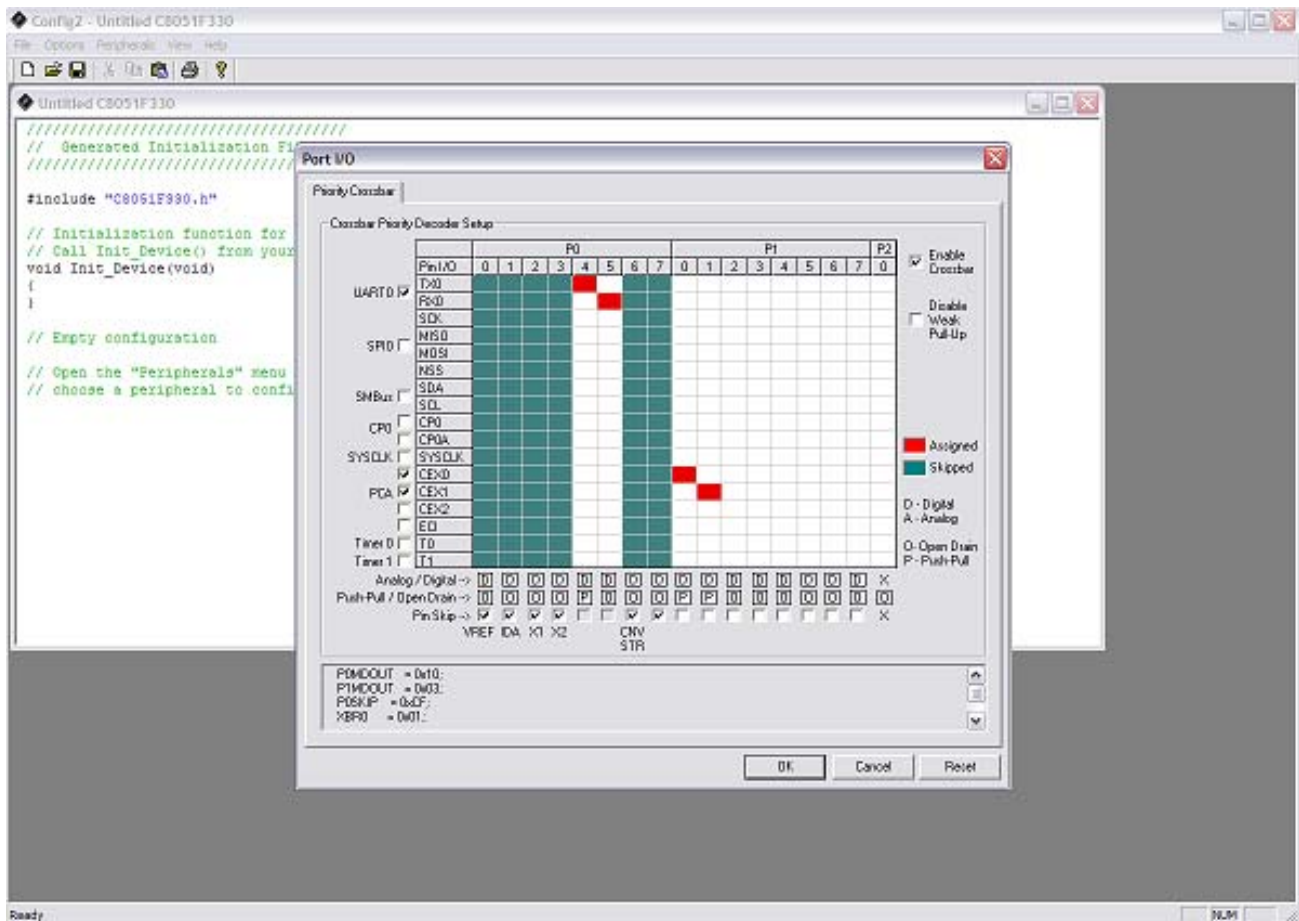 Config2 - Untitled C8051F330
File Options Peripherals View Help
Untitled C8051F330
/////////////////////////////////////
// Generated Initialization Fi
///////////////////////////////
#include "C8051F330.h"
// Initialization function for
// Call Init_Device() from your
void Init_Device(void)
{
}
// Empty configuration
// Open the "Peripherals" menu
// choose a peripheral to confi
Port I/O
Priority Crossbar
Crossbar Priority Decoder Setup
P0 P1 P2
Pin I/O 0 1 2 3 4 5 6 7 0 1 2 3 4 5 6 7 0
UART0 TX0
RX0
SCK
SPI0 MISO
MOSI
NSS
SMBus SDA
SCL
CP0 CP0
CP0A
SYSCLK SYSCLK
CEX0
PCA CEX1
CEX2
ECI
Timer 0 T0
Timer 1 T1
Analog / Digital ->
X
Push-Pull / Open Drain ->
Pin Skip ->
X
VREF IDA X1 X2 CNV
STR
Enable
Crossbar
Disable
Weak
Pull-Up
Assigned
Skipped
D - Digital
A - Analog
O- Open Drain
P - Push-Pull
P0MDOUT = 0x10;
P1MDOUT = 0x03;
P0SKIP = 0xCF;
XBR0 = 0x01;
OK Cancel Reset
Ready NUM